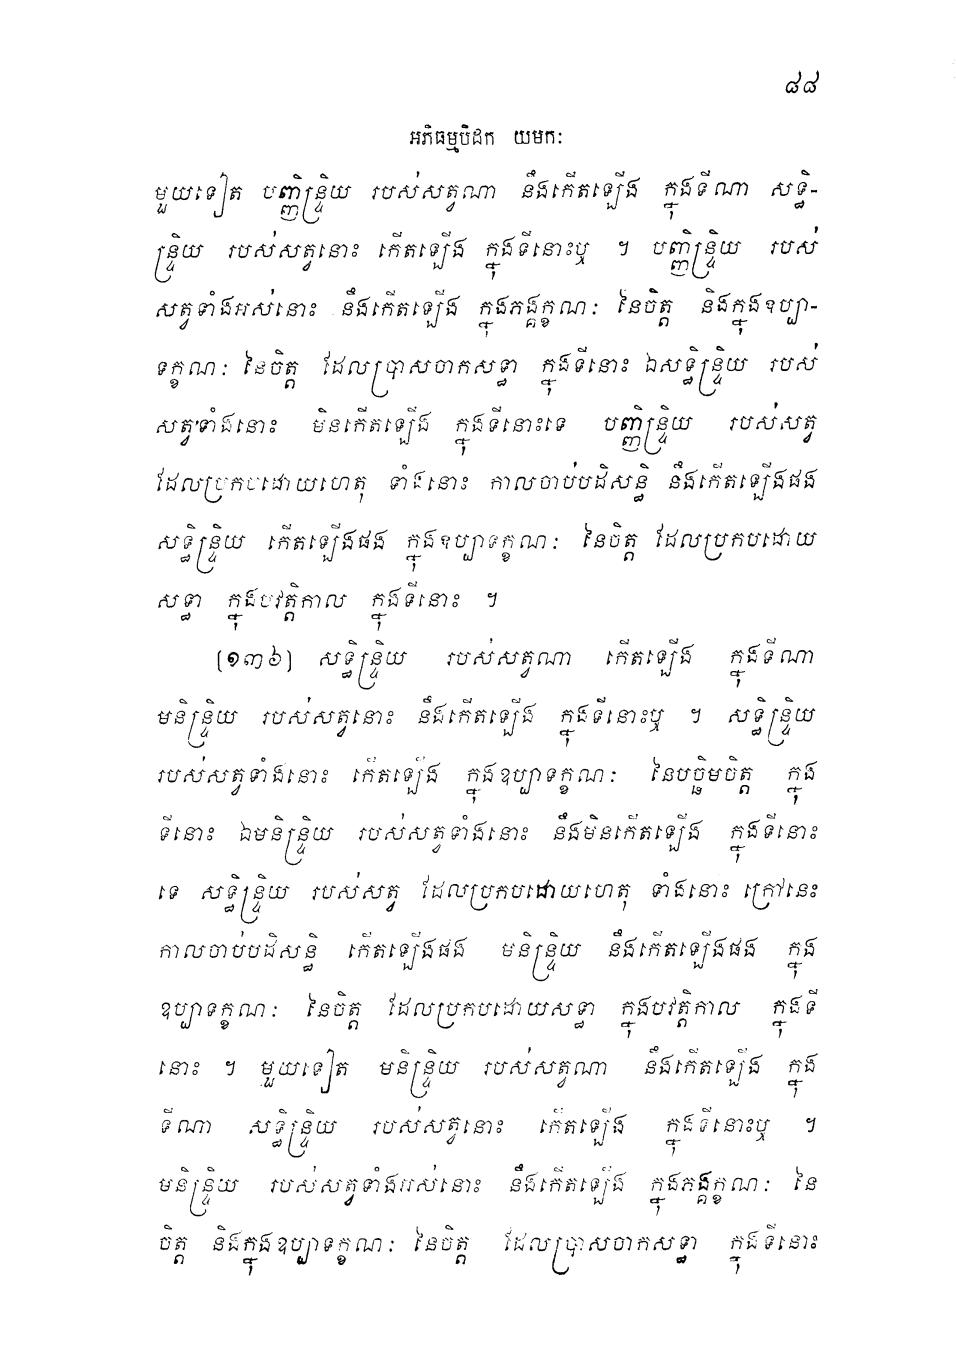 ៨៨
អភិធម្មបិដក យមកៈ
មួយទៀត បញ្ញិន្ទ្រិយ របស់សត្វណា នឹងកើតឡើង ក្នុងទីណា សទ្ធិ-
ន្ទ្រិយ របស់សត្វនោះ កើតឡើង ក្នុងទីនោះឬ ។ បញ្ញិន្ទ្រិយ របស់
សត្វទាំងអស់នោះ នឹងកើតឡើង ក្នុងភង្គក្ខណៈ នៃចិត្ត និងក្នុងឧប្បា-
ទក្ខណៈ នៃចិត្ត ដែលប្រាសចាកសទ្ធា ក្នុងទីនោះ ឯសទ្ធិន្ទ្រិយ របស់
សត្វទាំងនោះ មិនកើតឡើង ក្នុងទីនោះទេ បញ្ញិន្ទ្រិយ របស់សត្វ
ដែលប្រកបដោយហេតុ ទាំងនោះ កាលចាប់បដិសន្ធិ នឹងកើតឡើងផង
សទ្ធិន្ទ្រិយ កើតឡើងផង ក្នុងឧប្បាទក្ខណៈ នៃចិត្ត ដែលប្រកបដោយ
សទ្ធា ក្នុងបវត្តិកាល ក្នុងទីនោះ ។
(១៣៦) សទ្ធិន្ទ្រិយ របស់សត្វណា កើតឡើង ក្នុងទីណា
មនិន្ទ្រិយ របស់សត្វនោះ នឹងកើតឡើង ក្នុងទីនោះឬ ។ សទ្ធិន្ទ្រិយ
របស់សត្វទាំងនោះ កើតឡើង ក្នុងឧប្បាទក្ខណៈ នៃបច្ឆិមចិត្ត ក្នុង
ទីនោះ ឯមនិន្ទ្រិយ របស់សត្វទាំងនោះ នឹងមិនកើតឡើង ក្នុងទីនោះ
ទេ សទ្ធិន្ទ្រិយ របស់សត្វ ដែលប្រកបដោយហេតុ ទាំងនោះ ក្រៅនេះ
កាលចាប់បដិសន្ធិ កើតឡើងផង មនិន្ទ្រិយ នឹងកើតឡើងផង ក្នុង
ឧប្បាទក្ខណៈ នៃចិត្ត ដែលប្រកបដោយសទ្ធា ក្នុងបវត្តិកាល ក្នុងទី
នោះ ។ មួយទៀត មនិន្ទ្រិយ របស់សត្វណា នឹងកើតឡើង ក្នុង
ទីណា សទ្ធិន្ទ្រិយ របស់សត្វនោះ កើតឡើង ក្នុងទីនោះឬ ។
មនិន្ទ្រិយ របស់សត្វទាំងអស់នោះ នឹងកើតឡើង ក្នុងភង្គក្ខណៈ នៃ
ចិត្ត និងក្នុងឧប្បាទក្ខណៈ នៃចិត្ត ដែលប្រាសចាកសទ្ធា ក្នុងទីនោះ